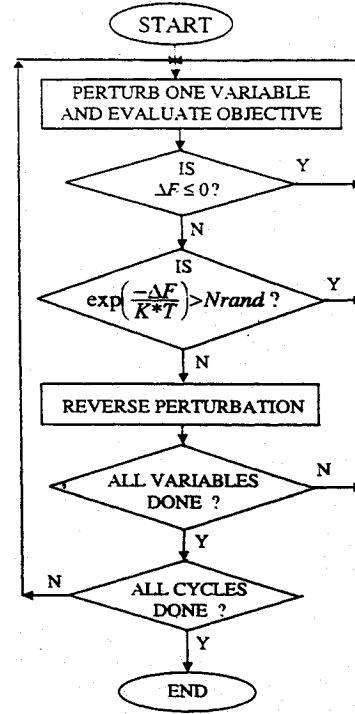 START
PERTURB ONE VARIABLE
AND EVALUATE OBJECTIVE
IS
ΔF ≤ 0?
Y
N
IS
exp(-ΔF/K*T)>Nrand ?
Y
N
REVERSE PERTURBATION
ALL VARIABLES
DONE ?
N
Y
ALL CYCLES
DONE ?
N
Y
END